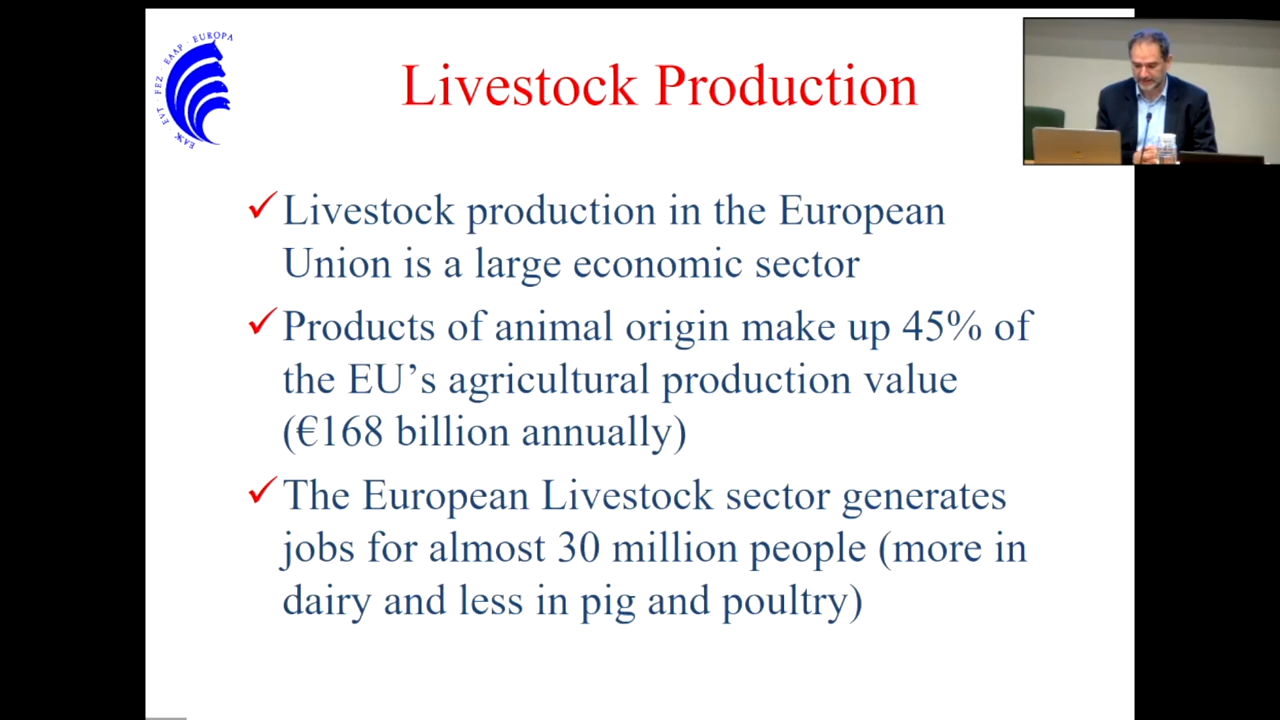 ЕАЖ · EVT · FEZ · EAAP · EUROPA
Livestock Production
Livestock production in the European
Union is a large economic sector
Products of animal origin make up 45% of
the EU’s agricultural production value
(€168 billion annually)
The European Livestock sector generates
jobs for almost 30 million people (more in
dairy and less in pig and poultry)